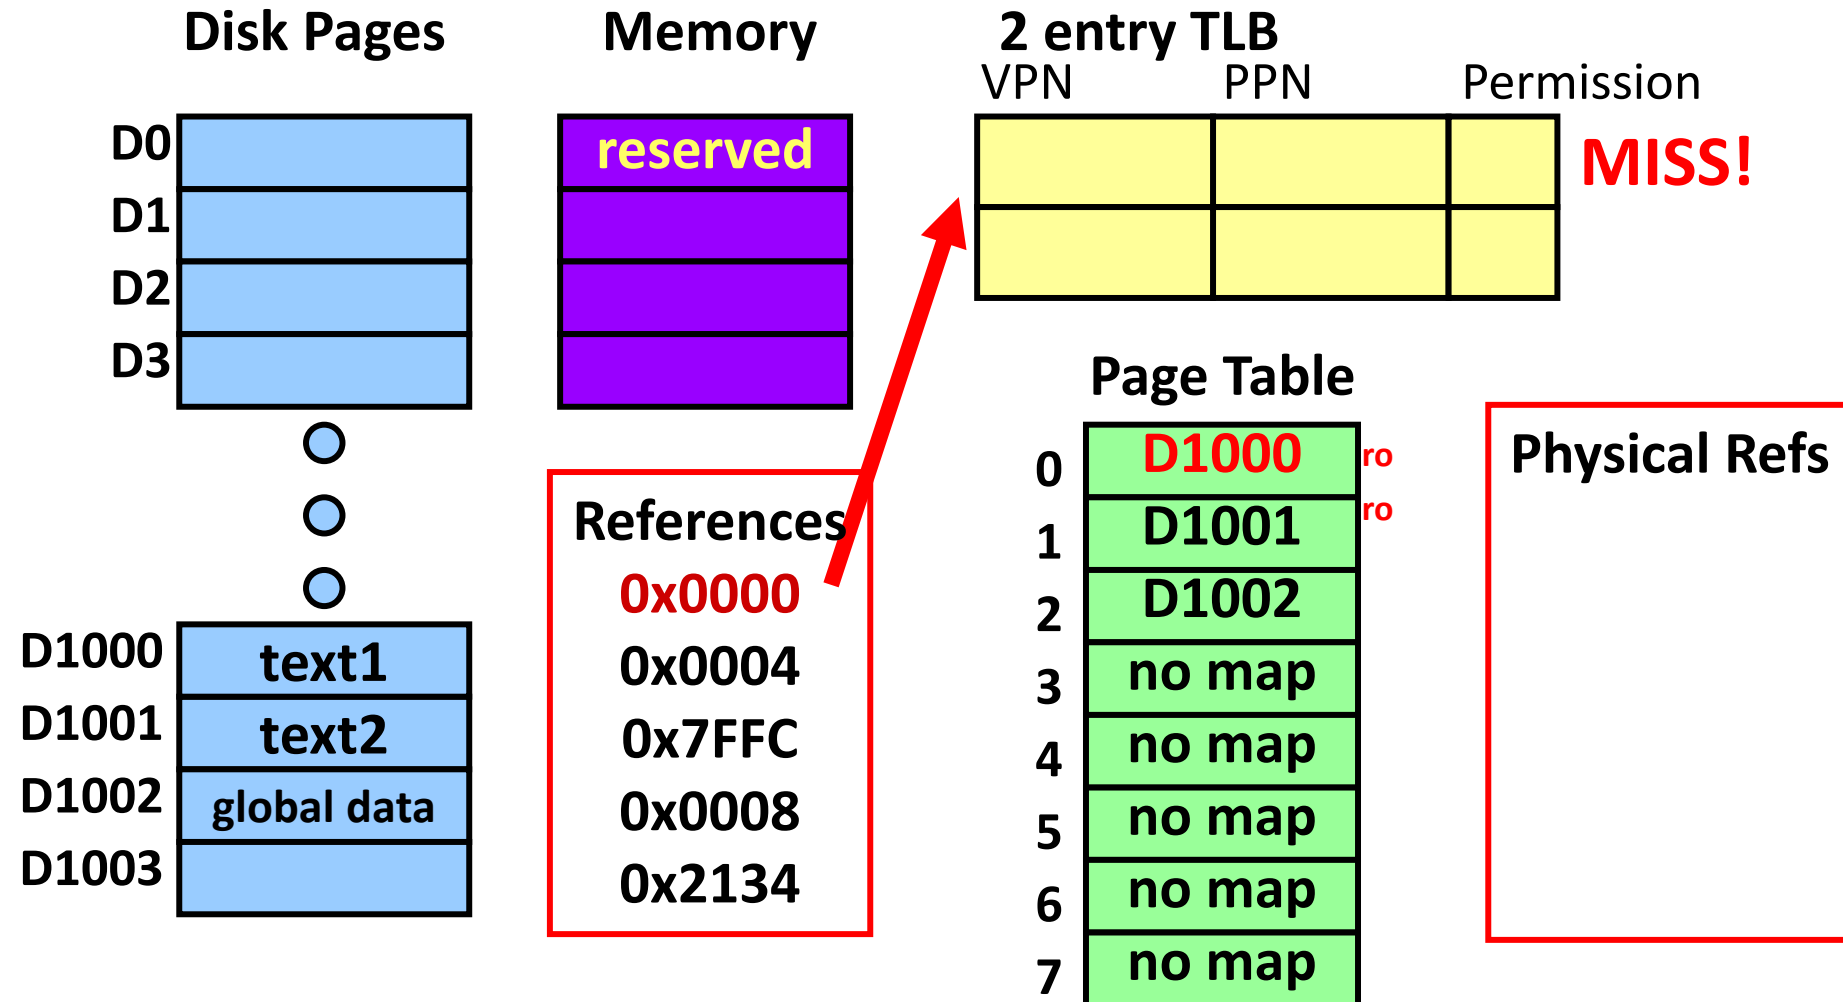 Disk Pages
Memory
2 entry TLB
VPN
PPN
Permission
D0
D1
D2
D3
reserved
MISS!
D1000
text1
D1001
text2
D1002
global data
D1003
References
0x0000
0x0004
0x7FFC
0x0008
0x2134
Page Table
0
D1000
ro
1
D1001
ro
2
D1002
3
no map
4
no map
5
no map
6
no map
7
no map
Physical Refs